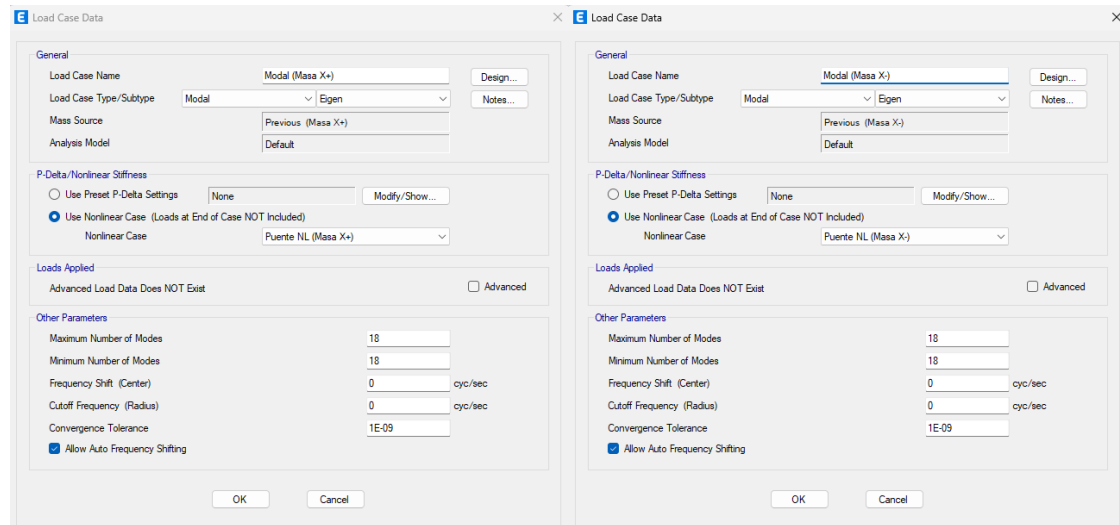 E Load Case Data
General
Load Case Name Modal (Masa X+) Design...
Load Case Type/Subtype Modal Eigen Notes...
Mass Source Previous (Masa X+)
Analysis Model Default
P-Delta/Nonlinear Stiffness
Use Preset P-Delta Settings None Modify/Show...
Use Nonlinear Case (Loads at End of Case NOT Included)
Nonlinear Case Puente NL (Masa X+)
Loads Applied
Advanced Load Data Does NOT Exist Advanced
Other Parameters
Maximum Number of Modes 18
Minimum Number of Modes 18
Frequency Shift (Center) 0 cyc/sec
Cutoff Frequency (Radius) 0 cyc/sec
Convergence Tolerance 1E-09
Allow Auto Frequency Shifting
OK Cancel
E Load Case Data
General
Load Case Name Modal (Masa X-) Design...
Load Case Type/Subtype Modal Eigen Notes...
Mass Source Previous (Masa X-)
Analysis Model Default
P-Delta/Nonlinear Stiffness
Use Preset P-Delta Settings None Modify/Show...
Use Nonlinear Case (Loads at End of Case NOT Included)
Nonlinear Case Puente NL (Masa X-)
Loads Applied
Advanced Load Data Does NOT Exist Advanced
Other Parameters
Maximum Number of Modes 18
Minimum Number of Modes 18
Frequency Shift (Center) 0 cyc/sec
Cutoff Frequency (Radius) 0 cyc/sec
Convergence Tolerance 1E-09
Allow Auto Frequency Shifting
OK Cancel